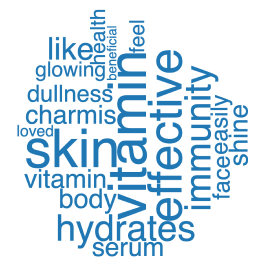 like
glowing
dullness
charmis
loved
skin
vitamin
body
hydrates
serum
health
beneficial
feel
vitamin
effective
immunity
face
easily
shine